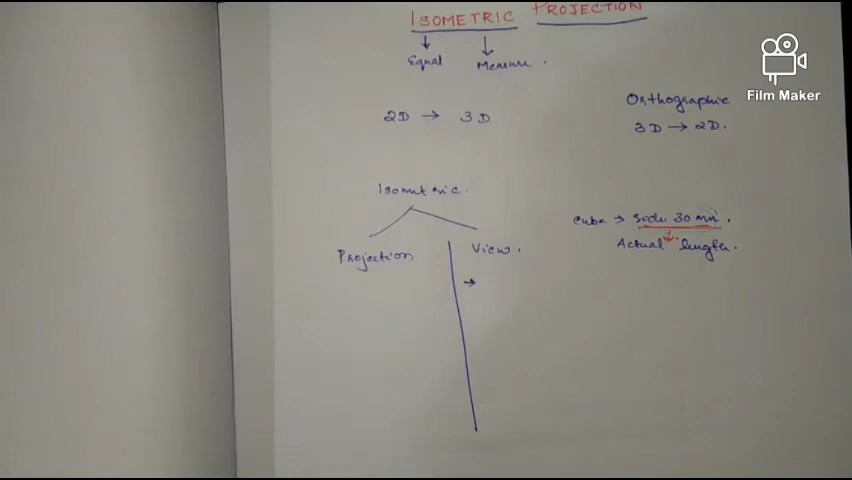 ISOMETRIC PROJECTION
Equal Measure.
2D → 3D
Orthographic
3D → 2D.
Isometric.
Projection
View.
→
Cube → Side 30 mm.
Actual length.
Film Maker